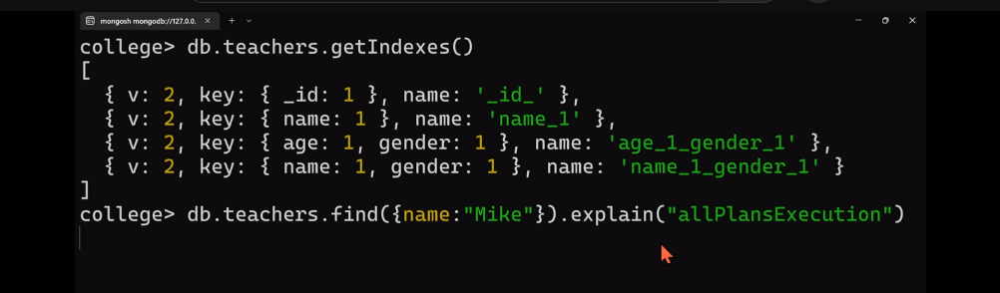 mongosh mongodb://127.0.0.
college> db.teachers.getIndexes()
[
  { v: 2, key: { _id: 1 }, name: '_id_' },
  { v: 2, key: { name: 1 }, name: 'name_1' },
  { v: 2, key: { age: 1, gender: 1 }, name: 'age_1_gender_1' },
  { v: 2, key: { name: 1, gender: 1 }, name: 'name_1_gender_1' }
]
college> db.teachers.find({name:"Mike"}).explain("allPlansExecution")